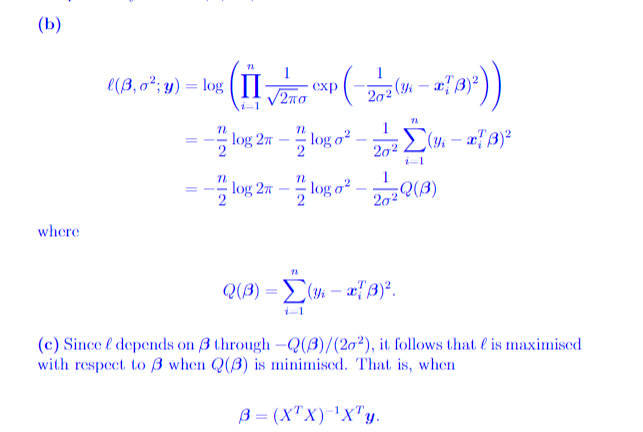 (b)
ℓ(β, σ²; y) = log ( ∏_{i=1}^{n} 1/(√(2π)σ) exp ( −1/(2σ²) (y_i − x_i^T β)² ) )
= −n/2 log 2π − n/2 log σ² − 1/(2σ²) ∑_{i=1}^{n} (y_i − x_i^T β)²
= −n/2 log 2π − n/2 log σ² − 1/(2σ²) Q(β)
where
Q(β) = ∑_{i=1}^{n} (y_i − x_i^T β)².
(c) Since ℓ depends on β through −Q(β)/(2σ²), it follows that ℓ is maximised
with respect to β when Q(β) is minimised. That is, when
β = (X^T X)^{−1} X^T y.